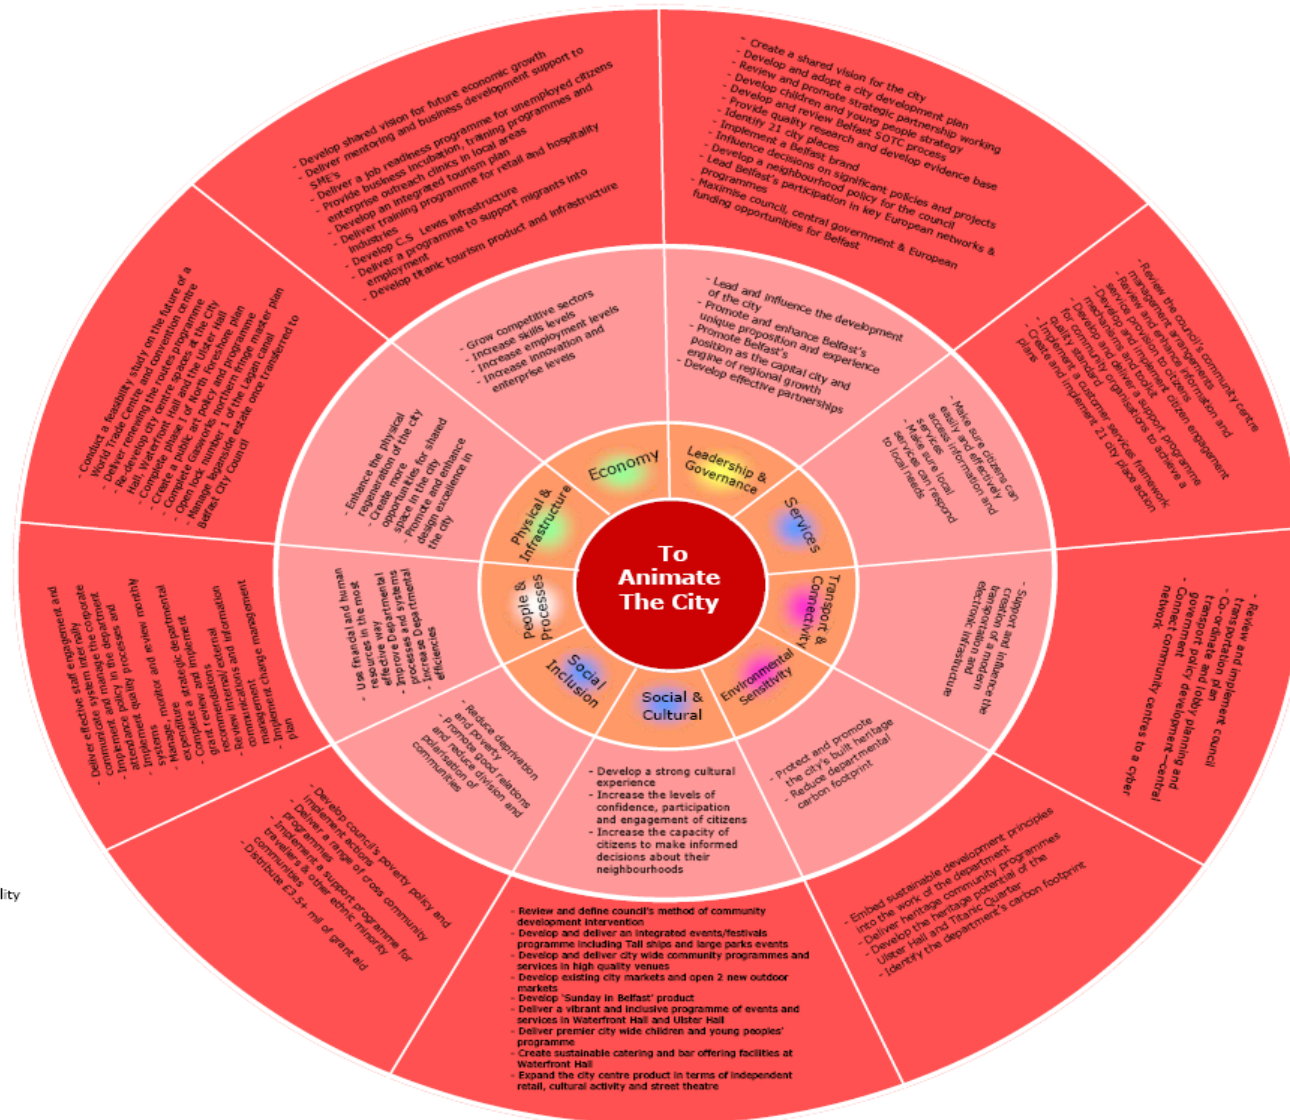 To
Animate
The City
Leadership &
Governance
Services
Transport &
Connectivity
Environmental
Sensitivity
Social &
Cultural
Social
Inclusion
People &
Processes
Physical &
Infrastructure
Economy
- Lead and influence the development
of the city
- Promote and enhance Belfast's
unique proposition and experience
- Promote Belfast's
position as the capital city and
engine of regional growth
- Develop effective partnerships
- Make sure citizens can
easily and effectively
access information and
services
- Make sure local
services can respond
to local needs
- Support and influence the
creation of a modern
transportation and
electronic infrastructure
- Protect and promote
the city's built heritage
- Reduce departmental
carbon footprint
- Develop a strong cultural
experience
- Increase the levels of
confidence, participation
and engagement of citizens
- Increase the capacity of
citizens to make informed
decisions about their
neighbourhoods
- Reduce deprivation
and poverty
- Promote good relations
and reduce division and
polarisation of
communities
- Use financial and human
resources in the most
effective way
- Improve Departmental
processes and systems
- Increase Departmental
efficiencies
- Enhance the physical
regeneration of the city
- Create more
opportunities for shared
space in the city
- Promote and enhance
design excellence in
the city
- Grow competitive sectors
- Increase skills levels
- Increase employment levels
- Increase innovation and
enterprise levels
- Create a shared vision for the city
- Develop and adopt a city development plan
- Review and promote strategic partnership working
- Develop children and young people strategy
- Develop and review Belfast SOTC process
- Provide quality research and develop evidence base
- Identify 21 city places
- Implement a Belfast brand
- Influence decisions on significant policies and projects
- Develop a neighbourhood policy for the council
- Lead Belfast's participation in key European networks &
programmes
- Maximise council, central government & European
funding opportunities for Belfast
- Review the council's community centre
management arrangements
- Review and enhance information and
service provision to citizens
- Develop and implement citizen engagement
mechanisms and toolkit
- Develop and deliver a support programme
for community organisations to achieve a
quality standard
- Implement a customer services framework
- Create and implement 21 city place action
plans
- Review and implement council
transportation plan
- Co-ordinate and lobby planning and
transport policy development—central
government
- Connect community centres to a cyber
network
- Embed sustainable development principles
into the work of the department
- Deliver heritage community programmes
- Develop the heritage potential of the
Ulster Hall and Titanic Quarter
- Identify the department's carbon footprint
- Review and define council's method of community
development intervention
- Develop and deliver an integrated events/festivals
programme including Tall ships and large parks events
- Develop and deliver city wide community programmes and
services in high quality venues
- Develop existing city markets and open 2 new outdoor
markets
- Develop 'Sunday in Belfast' product
- Deliver a vibrant and inclusive programme of events and
services in Waterfront Hall and Ulster Hall
- Deliver premier city wide children and young peoples'
programme
- Create sustainable catering and bar offering facilities at
Waterfront Hall
- Expand the city centre product in terms of independent
retail, cultural activity and street theatre
- Develop council's poverty policy and
implement actions
- Deliver a range of cross community
programmes
- Implement a support programme for
travellers & other ethnic minority
communities
- Distribute £3.5+ mil of grant aid
- Deliver effective staff engagement and
communicate system internally
- Implement and manage the corporate
attendance policy in the department
- Implement quality processes and
systems
- Manage, monitor and review monthly
expenditure
- Complete a strategic departmental
grant review and implement
recommendations
- Review internal/external
communications and information
management
- Implement change management
plan
- Conduct a feasibility study on the future of a
World Trade Centre and convention centre
- Deliver renewing the routes programme
- Re-develop city centre spaces at the City
Hall, Waterfront Hall and the Ulster Hall
- Complete phase I of North Foreshore plan
- Create a public art policy and programme
- Complete Gasworks northern fringe master plan
- Open lock number 1 of the Lagan canal
- Manage laganside estate once transferred to
Belfast City Council
- Develop shared vision for future economic growth
- Deliver mentoring and business development support to
SME's
- Deliver a job readiness programme for unemployed citizens
- Provide business incubation, training programmes and
enterprise outreach clinics in local areas
- Develop an integrated tourism plan
- Deliver training programme for retail and hospitality
industries
- Develop C.S. Lewis infrastructure
- Deliver a programme to support migrants into
employment
- Develop titanic tourism product and infrastructure
lity